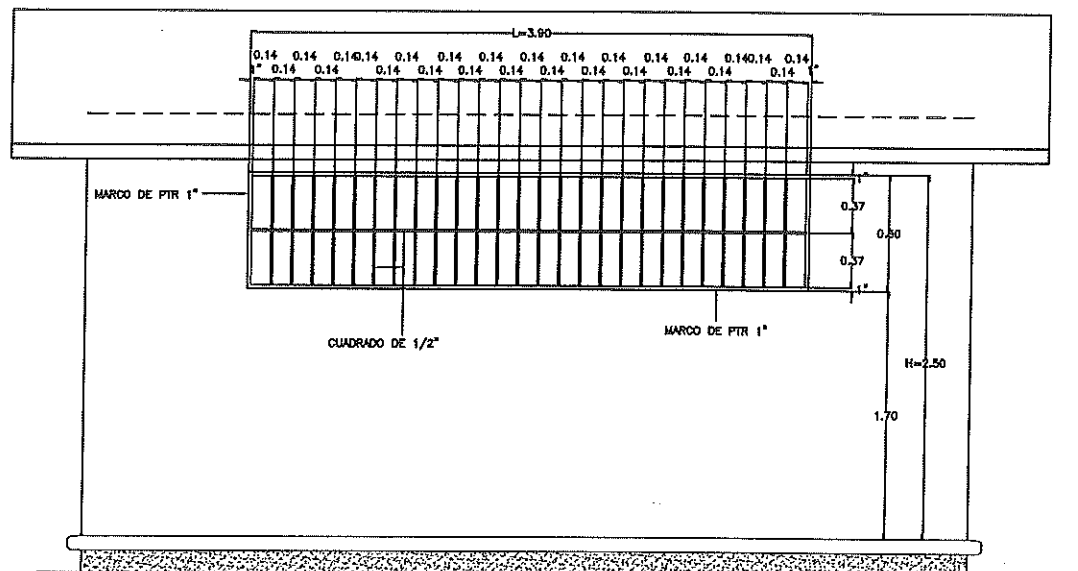 L=3.90
0.14 0.14 0.14 0.14 0.14 0.14 0.14 0.14 0.14 0.14 0.14 0.14 0.14 0.14 0.14
1" 0.14 0.14 0.14 0.14 0.14 0.14 0.14 0.14 0.14 0.14 0.14 0.14 1"
1"
MARCO DE PTR 1"
0.37
0.80
0.37
1"
CUADRADO DE 1/2"
MARCO DE PTR 1"
H=2.50
1.70